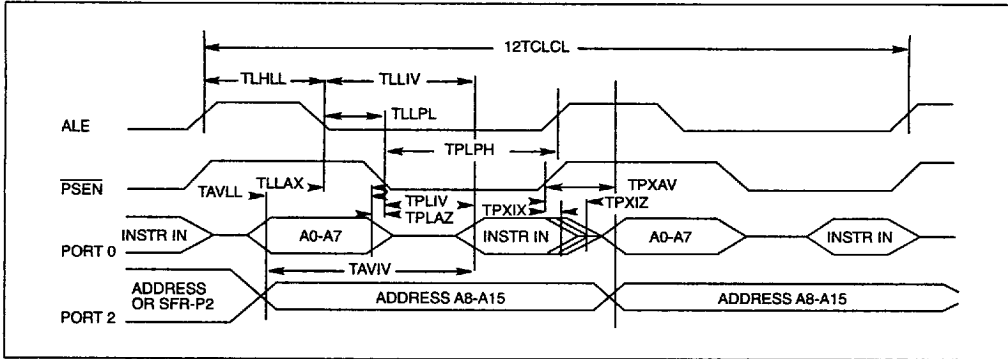 12TCLCL
TLHLL
TLLIV
TLLPL
ALE
TPLPH
PSEN
TAVLL
TLLAX
TPLIV
TPLAZ
TPXAV
TPXIX
TPXIZ
PORT 0
INSTR IN
A0-A7
INSTR IN
A0-A7
INSTR IN
TAVIV
ADDRESS
OR SFR-P2
ADDRESS A8-A15
ADDRESS A8-A15
PORT 2